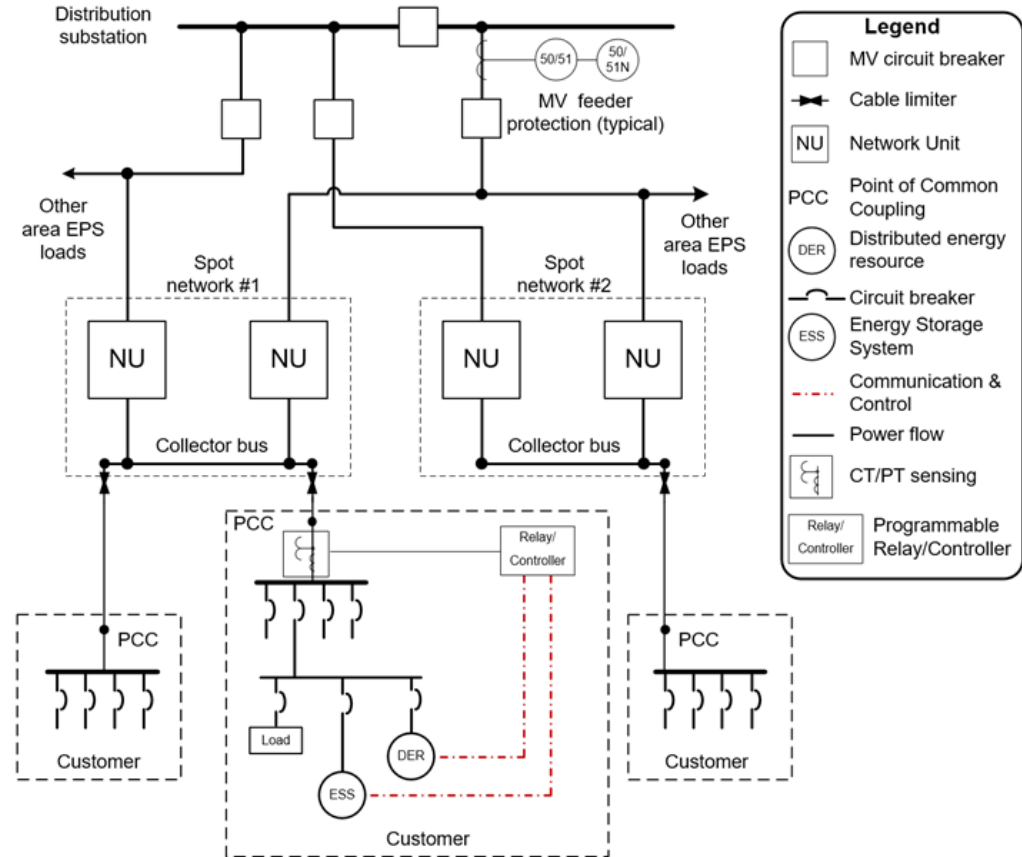 Distribution
substation
50/51
50/
51N
MV feeder
protection (typical)
Other
area EPS
loads
Other
area EPS
loads
Spot
network #1
Spot
network #2
NU
NU
NU
NU
Collector bus
Collector bus
PCC
Relay/
Controller
PCC
PCC
Load
DER
ESS
Customer
Customer
Customer
Legend
MV circuit breaker
Cable limiter
NU
Network Unit
PCC
Point of Common
Coupling
DER
Distributed energy
resource
Circuit breaker
ESS
Energy Storage
System
Communication &
Control
Power flow
CT/PT sensing
Relay/
Controller
Programmable
Relay/Controller